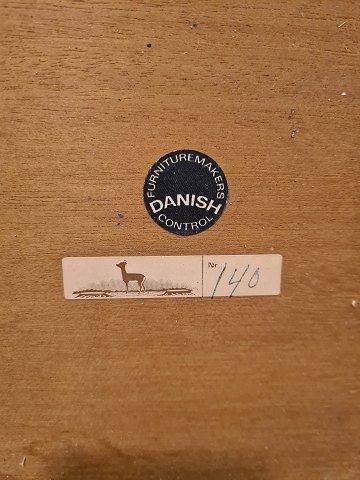 FURNITUREMAKERS
DANISH
CONTROL
Nr. 140